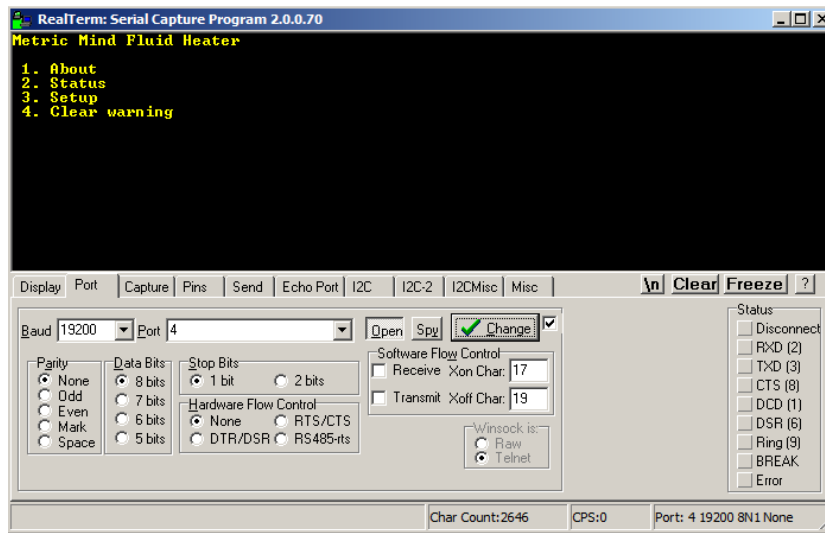 RealTerm: Serial Capture Program 2.0.0.70
Metric Mind Fluid Heater
1. About
2. Status
3. Setup
4. Clear warning
Display Port Capture Pins Send Echo Port I2C I2C-2 I2CMisc Misc \n Clear Freeze ?
Baud 19200 Port 4 Open Spy Change
Parity
None
Odd
Even
Mark
Space
Data Bits
8 bits
7 bits
6 bits
5 bits
Stop Bits
1 bit 2 bits
Hardware Flow Control
None RTS/CTS
DTR/DSR RS485-rts
Software Flow Control
Receive Xon Char: 17
Transmit Xoff Char: 19
Winsock is:
Raw
Telnet
Status
Disconnect
RXD (2)
TXD (3)
CTS (8)
DCD (1)
DSR (6)
Ring (9)
BREAK
Error
Char Count:2646 CPS:0 Port: 4 19200 8N1 None